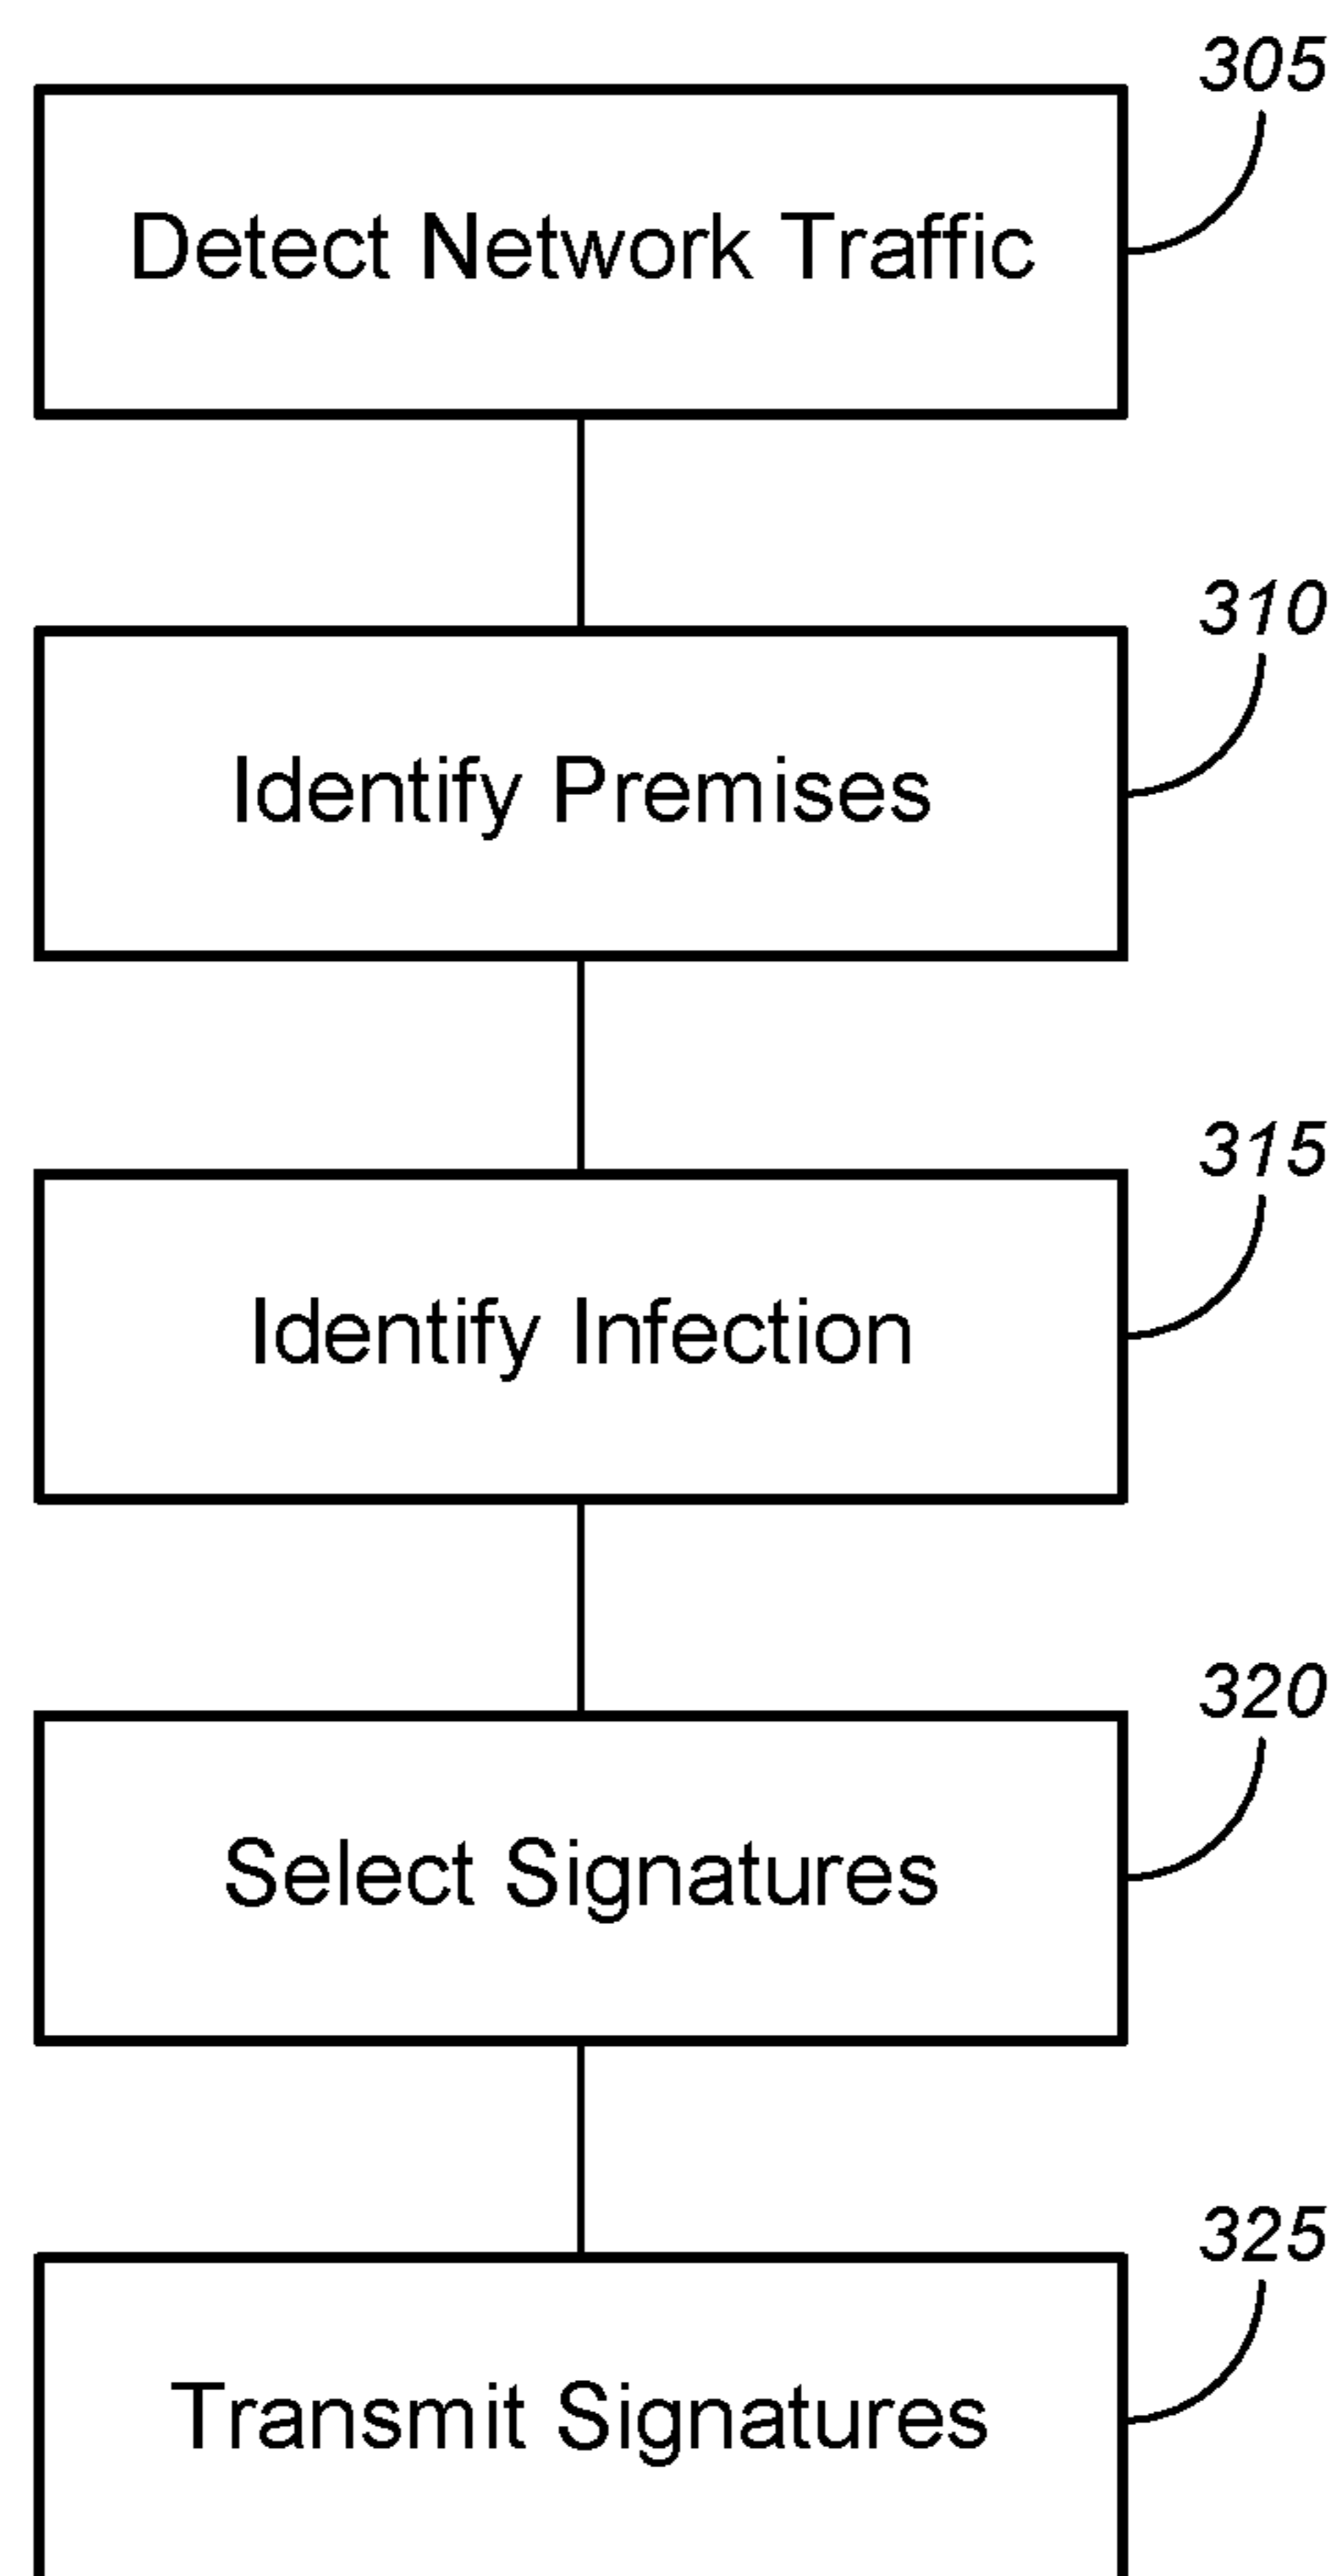 305
Detect Network Traffic
310
Identify Premises
315
Identify Infection
320
Select Signatures
325
Transmit Signatures